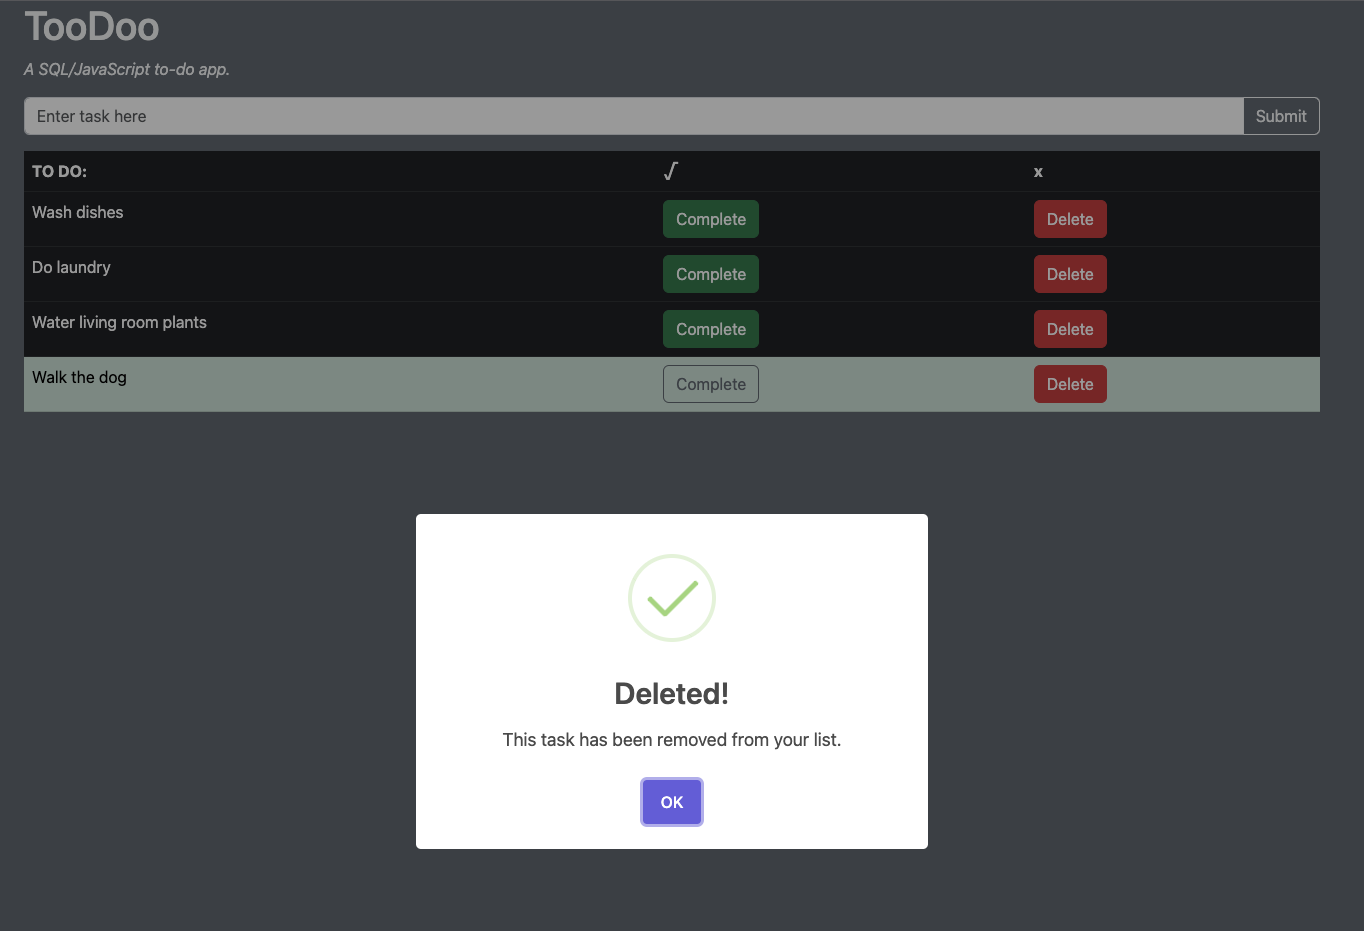 TooDoo
A SQL/JavaScript to-do app.
Enter task here Submit
TO DO: √ x
Wash dishes Complete Delete
Do laundry Complete Delete
Water living room plants Complete Delete
Walk the dog Complete Delete
Deleted!
This task has been removed from your list.
OK